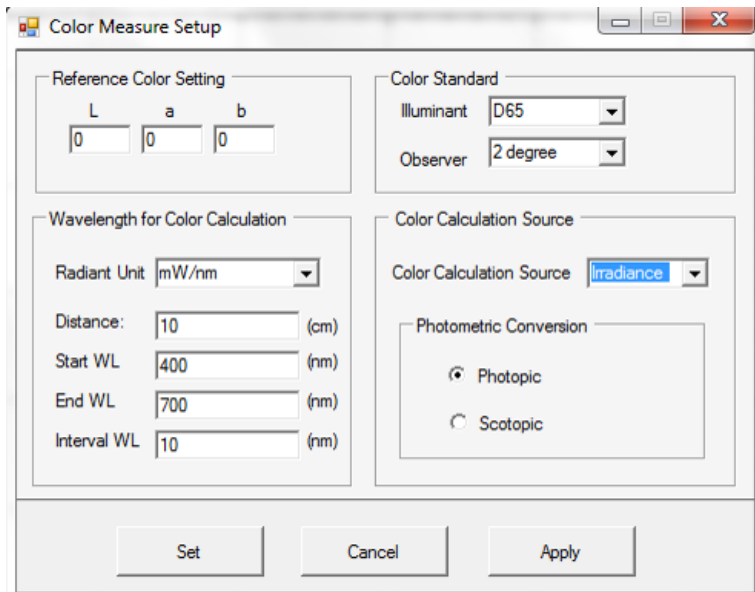 Color Measure Setup
Reference Color Setting
L a b
0 0 0
Color Standard
Illuminant D65
Observer 2 degree
Wavelength for Color Calculation
Radiant Unit mW/nm
Distance: 10 (cm)
Start WL 400 (nm)
End WL 700 (nm)
Interval WL 10 (nm)
Color Calculation Source
Color Calculation Source Irradiance
Photometric Conversion
Photopic
Scotopic
Set Cancel Apply